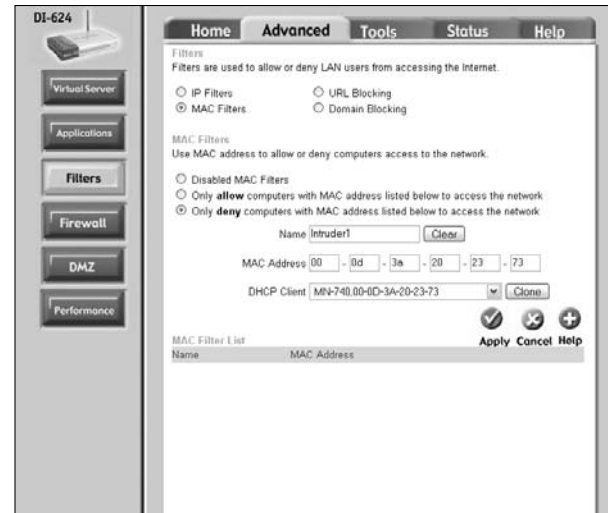 DI-624
Home Advanced Tools Status Help
Virtual Server
Applications
Filters
Firewall
DMZ
Performance
Filters
Filters are used to allow or deny LAN users from accessing the Internet.
IP Filters URL Blocking
MAC Filters Domain Blocking
MAC Filters
Use MAC address to allow or deny computers access to the network.
Disabled MAC Filters
Only allow computers with MAC address listed below to access the network
Only deny computers with MAC address listed below to access the network
Name Intruder1 Clear
MAC Address 00 - 0d - 3a - 20 - 23 - 73
DHCP Client MN-740,00-0D-3A-20-23-73 Clone
Apply Cancel Help
MAC Filter List
Name MAC Address